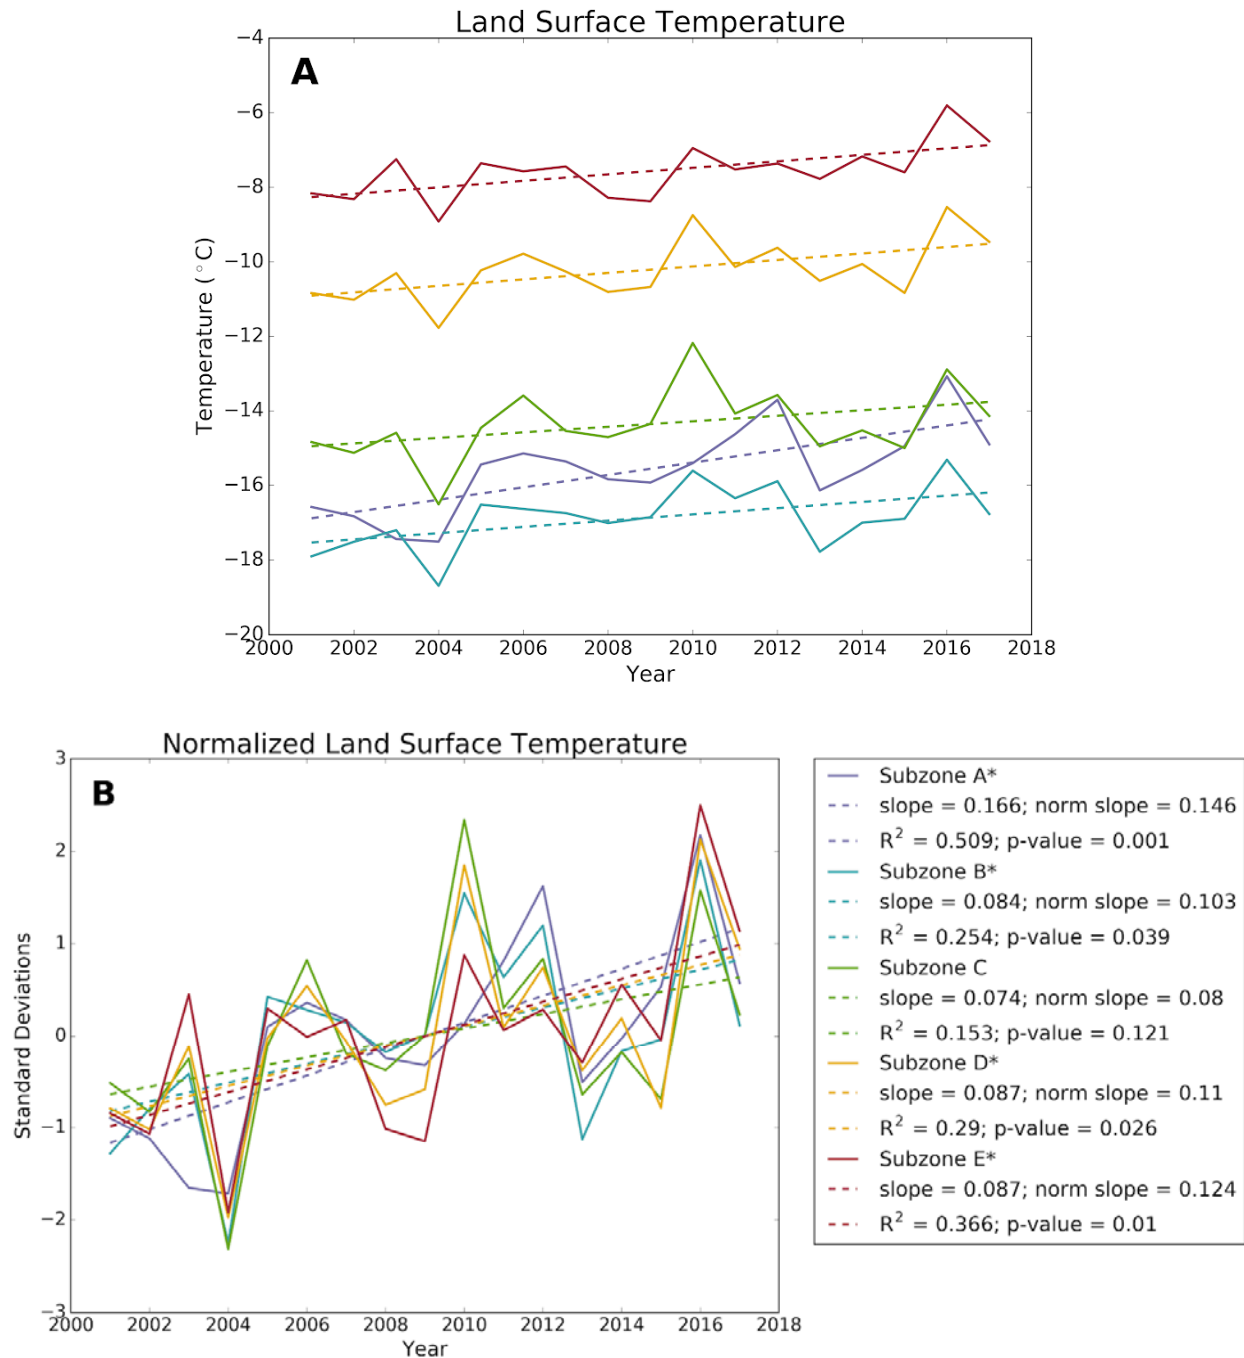 Land Surface Temperature
A
Temperature (°C)
−4
−6
−8
−10
−12
−14
−16
−18
−20
2000 2002 2004 2006 2008 2010 2012 2014 2016 2018
Year
Normalized Land Surface Temperature
B
Standard Deviations
3
2
1
0
−1
−2
−3
2000 2002 2004 2006 2008 2010 2012 2014 2016 2018
Year
Subzone A*
slope = 0.166; norm slope = 0.146
R² = 0.509; p-value = 0.001
Subzone B*
slope = 0.084; norm slope = 0.103
R² = 0.254; p-value = 0.039
Subzone C
slope = 0.074; norm slope = 0.08
R² = 0.153; p-value = 0.121
Subzone D*
slope = 0.087; norm slope = 0.11
R² = 0.29; p-value = 0.026
Subzone E*
slope = 0.087; norm slope = 0.124
R² = 0.366; p-value = 0.01